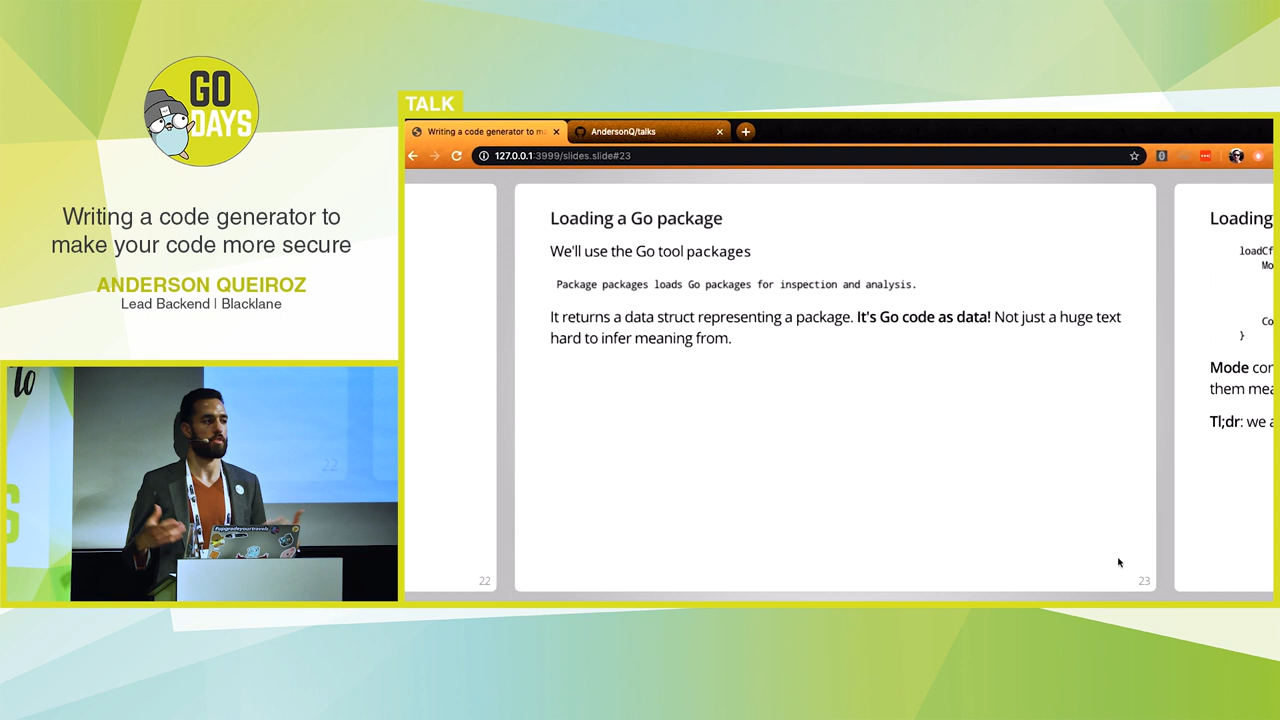 GO
DAYS
Writing a code generator to
make your code more secure
ANDERSON QUEIROZ
Lead Backend | Blacklane
TALK
Writing a code generator to m
AndersonQ/talks
127.0.0.1:3999/slides.slide#23
Loading a Go package
We'll use the Go tool packages
Package packages loads Go packages for inspection and analysis.
It returns a data struct representing a package. It's Go code as data! Not just a huge text
hard to infer meaning from.
22
23
Loading
loadCf
Mo
Co
}
Mode con
them mea
Tl;dr: we a
lo
22
#upgradeyourtravels
S